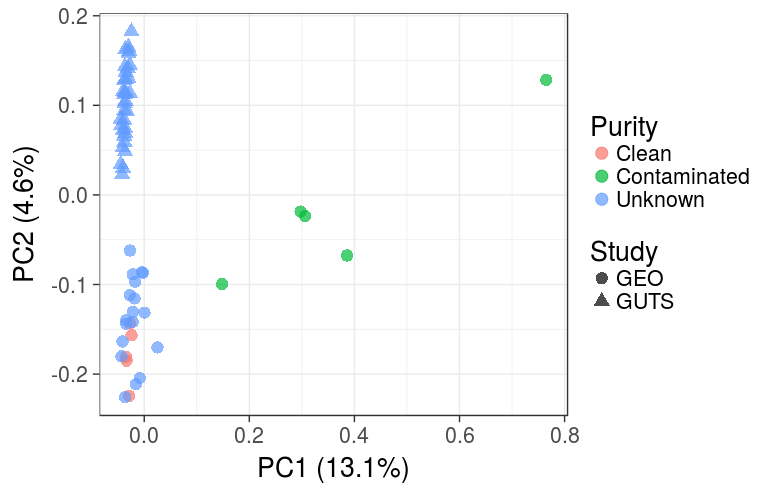 0.2
0.1
0.0
-0.1
-0.2
PC2 (4.6%)
0.0 0.2 0.4 0.6 0.8
PC1 (13.1%)
Purity
Clean
Contaminated
Unknown
Study
GEO
GUTS